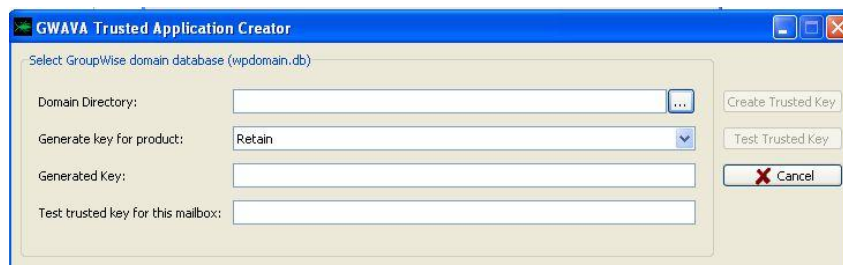 GWAVA Trusted Application Creator
Select GroupWise domain database (wpdomain.db)
Domain Directory:
...
Create Trusted Key
Generate key for product:
Retain
Test Trusted Key
Generated Key:
Cancel
Test trusted key for this mailbox: